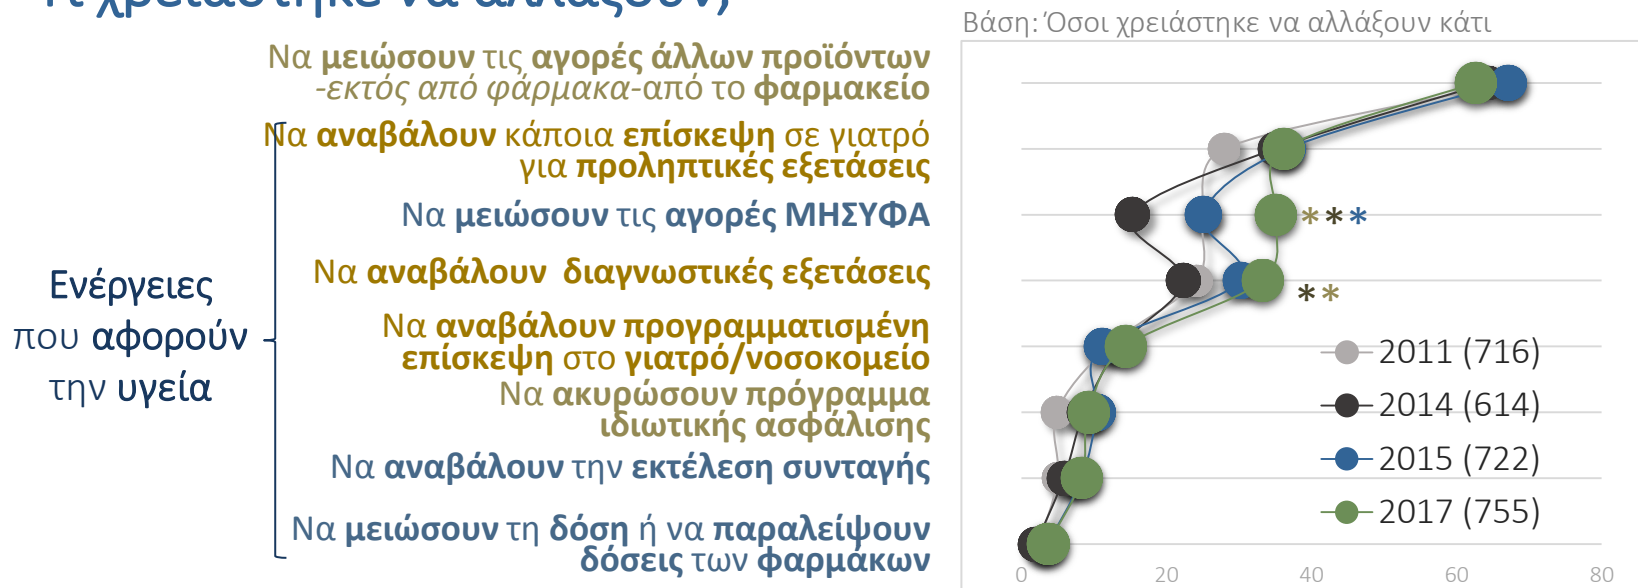 Τι χρειάστηκε να αλλάξουν;
Βάση: Όσοι χρειάστηκε να αλλάξουν κάτι
Να μειώσουν τις αγορές άλλων προϊόντων
-εκτός από φάρμακα-από το φαρμακείο
Να αναβάλουν κάποια επίσκεψη σε γιατρό
για προληπτικές εξετάσεις
Να μειώσουν τις αγορές ΜΗΣΥΦΑ
***
Να αναβάλουν διαγνωστικές εξετάσεις
**
Ενέργειες
που αφορούν
την υγεία
Να αναβάλουν προγραμματισμένη
επίσκεψη στο γιατρό/νοσοκομείο
Να ακυρώσουν πρόγραμμα
ιδιωτικής ασφάλισης
Να αναβάλουν την εκτέλεση συνταγής
Να μειώσουν τη δόση ή να παραλείψουν
δόσεις των φαρμάκων
2011 (716)
2014 (614)
2015 (722)
2017 (755)
0 20 40 60 80